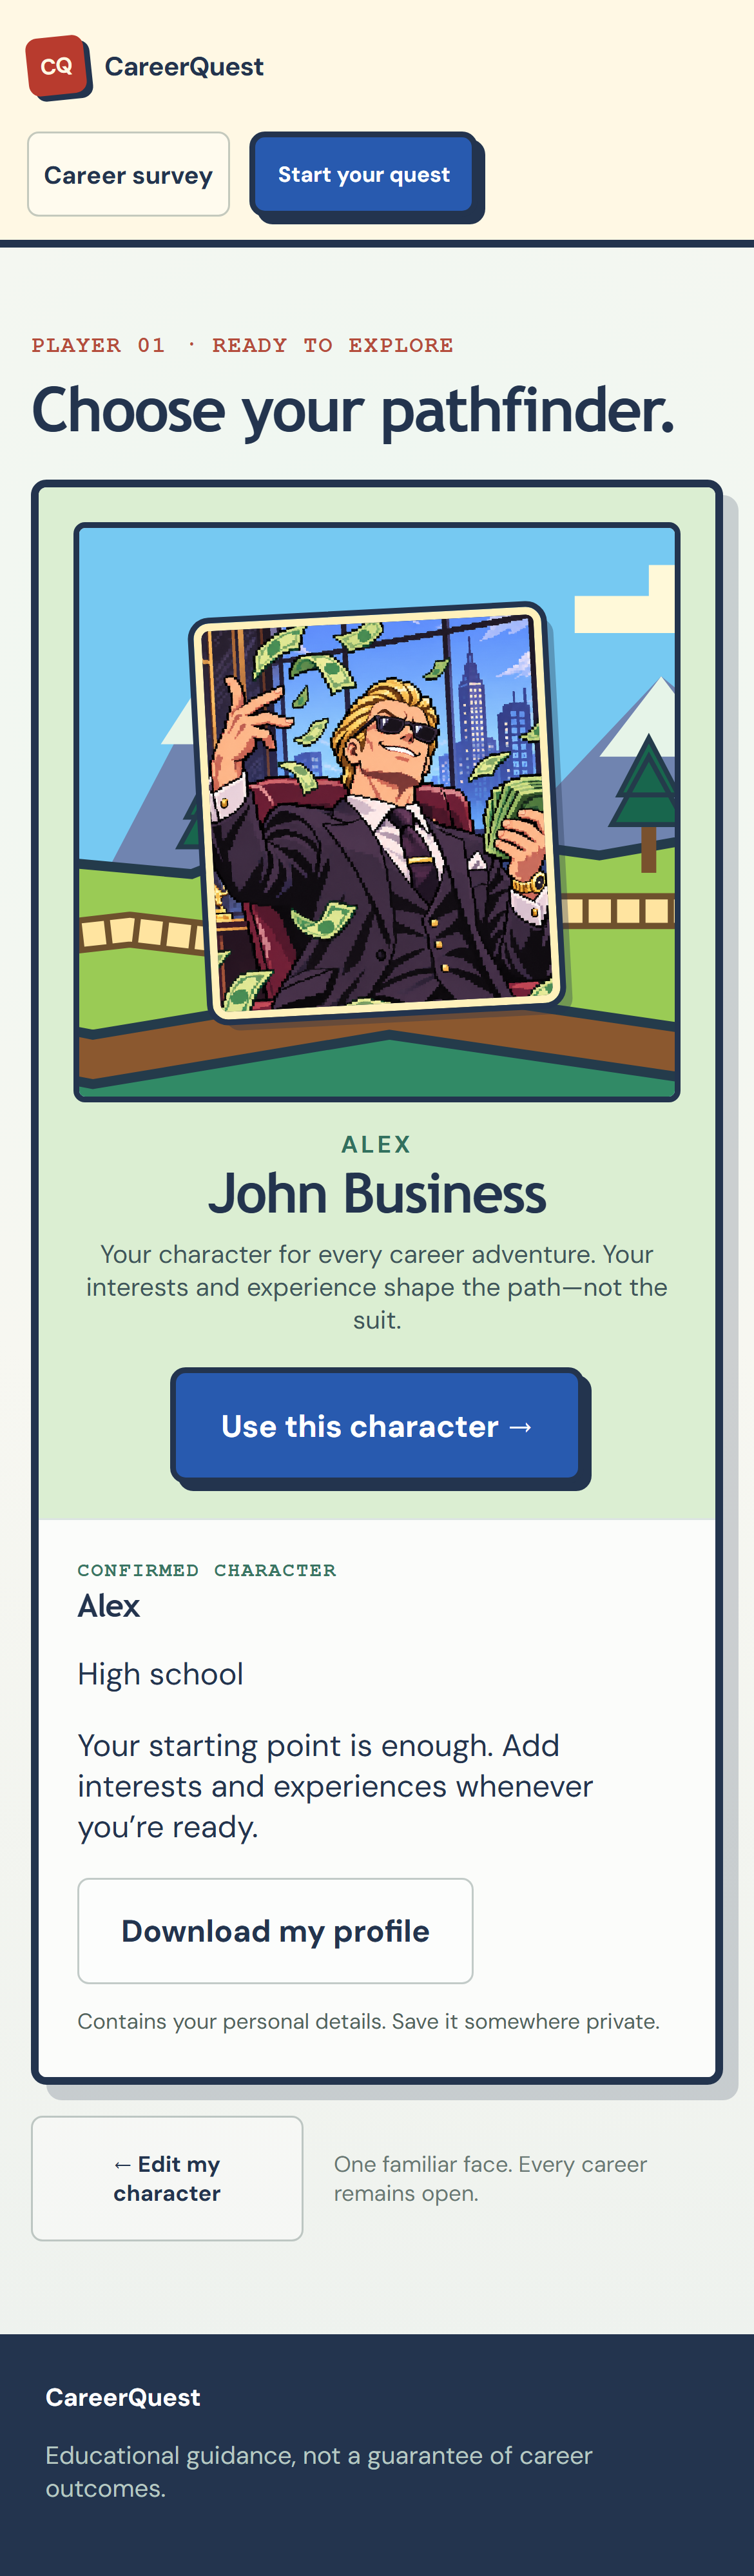 CQ
CareerQuest
Career survey
Start your quest
PLAYER 01 · READY TO EXPLORE
Choose your pathfinder.
ALEX
John Business
Your character for every career adventure. Your
interests and experience shape the path—not the
suit.
Use this character →
CONFIRMED CHARACTER
Alex
High school
Your starting point is enough. Add
interests and experiences whenever
you’re ready.
Download my profile
Contains your personal details. Save it somewhere private.
← Edit my
character
One familiar face. Every career
remains open.
CareerQuest
Educational guidance, not a guarantee of career
outcomes.